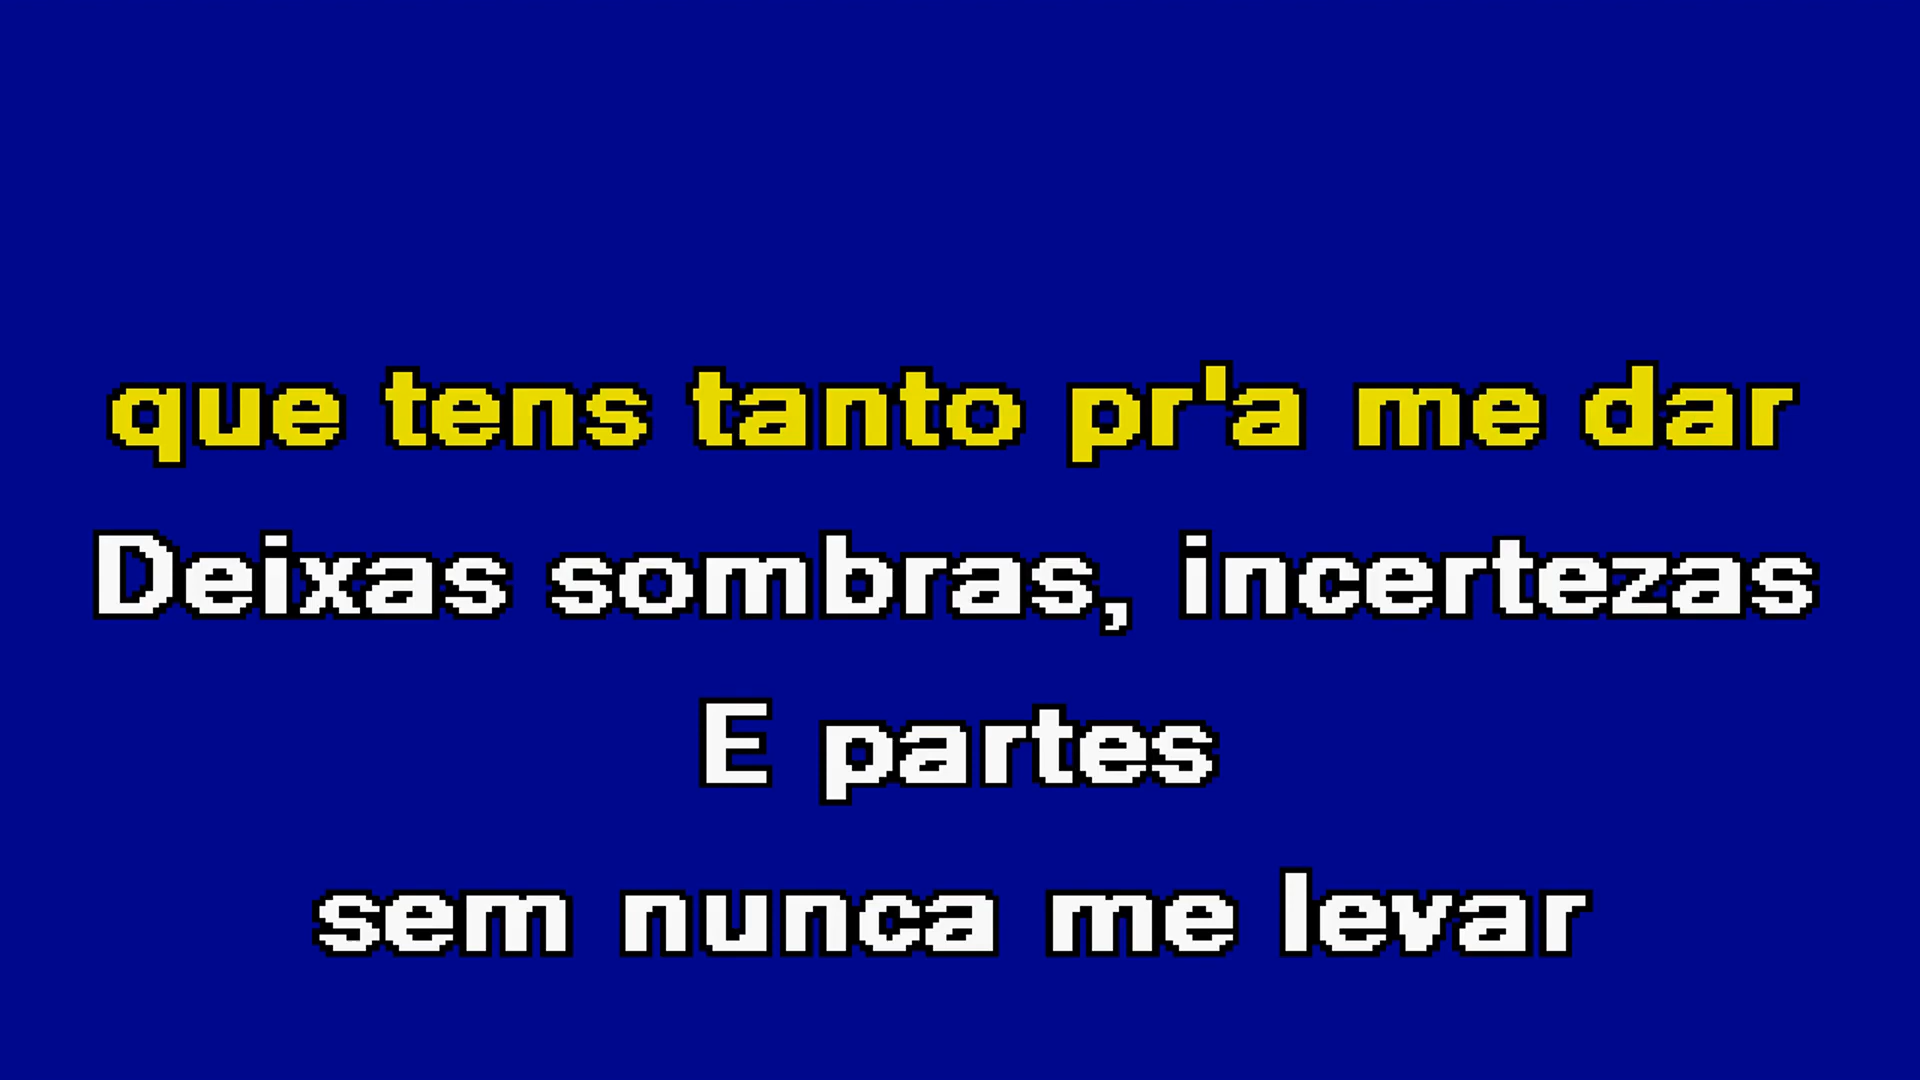 que tens tanto pr'a me dar
Deixas sombras, incertezas
E partes
sem nunca me levar